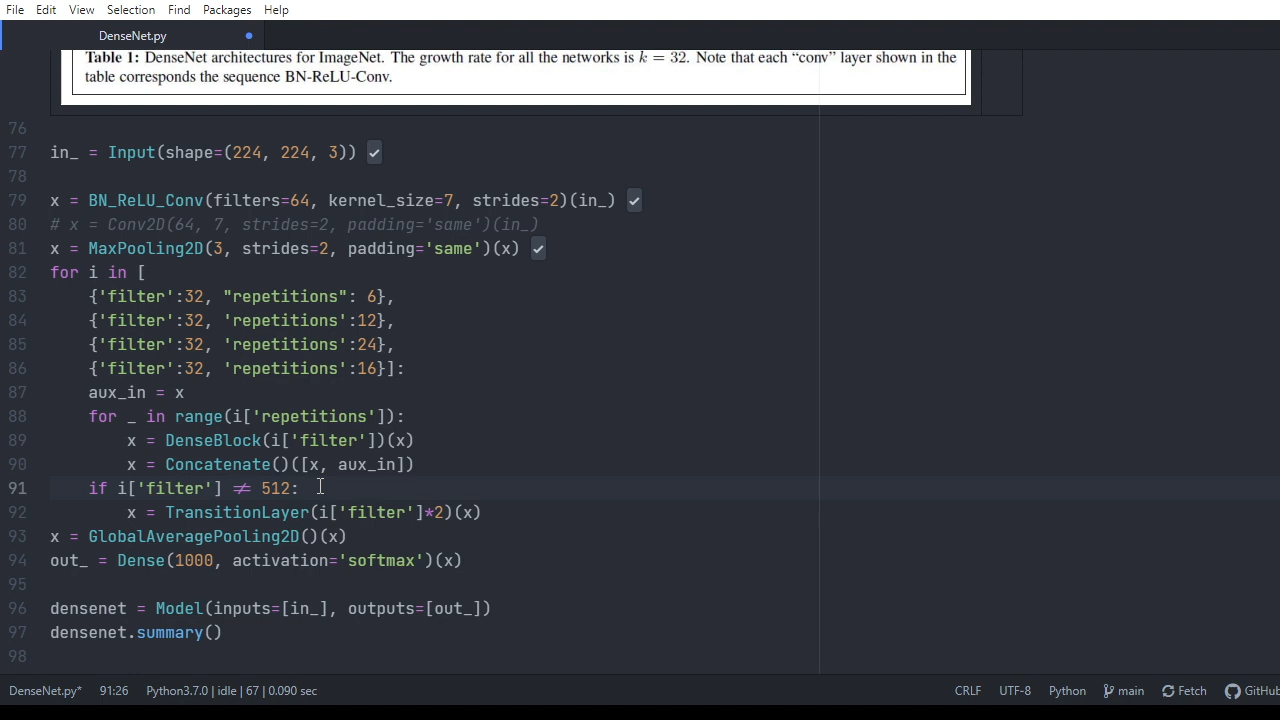 File Edit View Selection Find Packages Help
DenseNet.py
Table 1: DenseNet architectures for ImageNet. The growth rate for all the networks is k = 32. Note that each “conv” layer shown in the
table corresponds the sequence BN-ReLU-Conv.
76
77 in_ = Input(shape=(224, 224, 3))
78
79 x = BN_ReLU_Conv(filters=64, kernel_size=7, strides=2)(in_)
80 # x = Conv2D(64, 7, strides=2, padding='same')(in_)
81 x = MaxPooling2D(3, strides=2, padding='same')(x)
82 for i in [
83 {'filter':32, "repetitions": 6},
84 {'filter':32, 'repetitions':12},
85 {'filter':32, 'repetitions':24},
86 {'filter':32, 'repetitions':16}]:
87 aux_in = x
88 for _ in range(i['repetitions']):
89 x = DenseBlock(i['filter'])(x)
90 x = Concatenate()([x, aux_in])
91 if i['filter'] ≠ 512:
92 x = TransitionLayer(i['filter']*2)(x)
93 x = GlobalAveragePooling2D()(x)
94 out_ = Dense(1000, activation='softmax')(x)
95
96 densenet = Model(inputs=[in_], outputs=[out_])
97 densenet.summary()
98
DenseNet.py* 91:26 Python3.7.0 | idle | 67 | 0.090 sec CRLF UTF-8 Python main Fetch GitHub